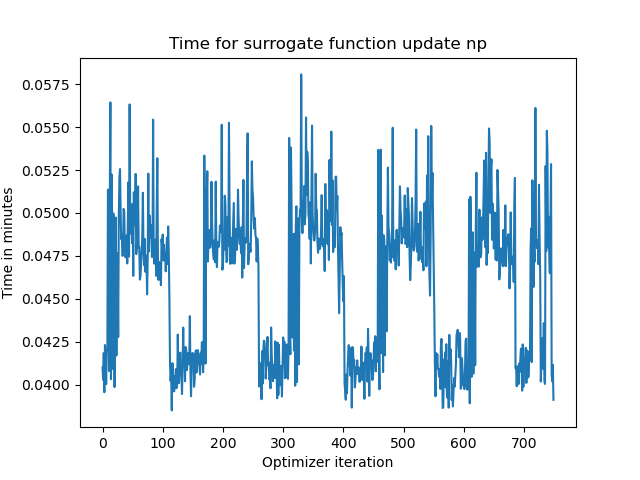 Time for surrogate function update np
Time in minutes
0.0575
0.0550
0.0525
0.0500
0.0475
0.0450
0.0425
0.0400
0 100 200 300 400 500 600 700
Optimizer iteration